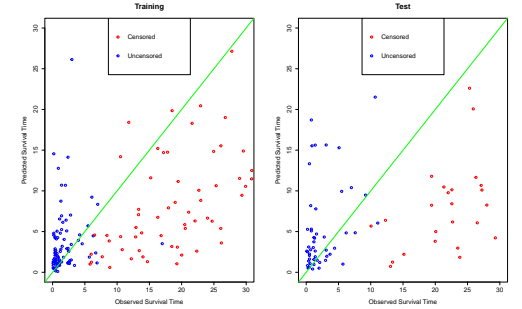 Training
Predicted Survival Time
30
25
20
15
10
5
0
Censored
Uncensored
0 5 10 15 20 25 30
Observed Survival Time
Test
Predicted Survival Time
30
25
20
15
10
5
0
Censored
Uncensored
0 5 10 15 20 25 30
Observed Survival Time